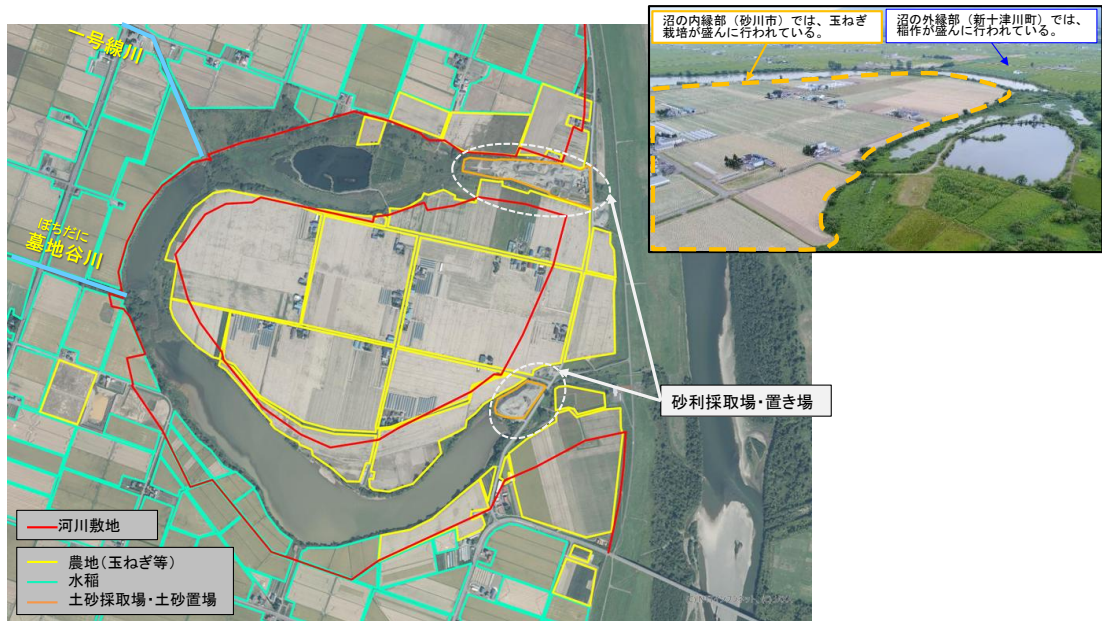 沼の内縁部（砂川市）では、玉ねぎ
栽培が盛んに行われている。
沼の外縁部（新十津川町）では、
稲作が盛んに行われている。
一号線川
ぼちだに
墓地谷川
砂利採取場・置き場
河川敷地
農地（玉ねぎ等）
水稲
土砂採取場・土砂置場